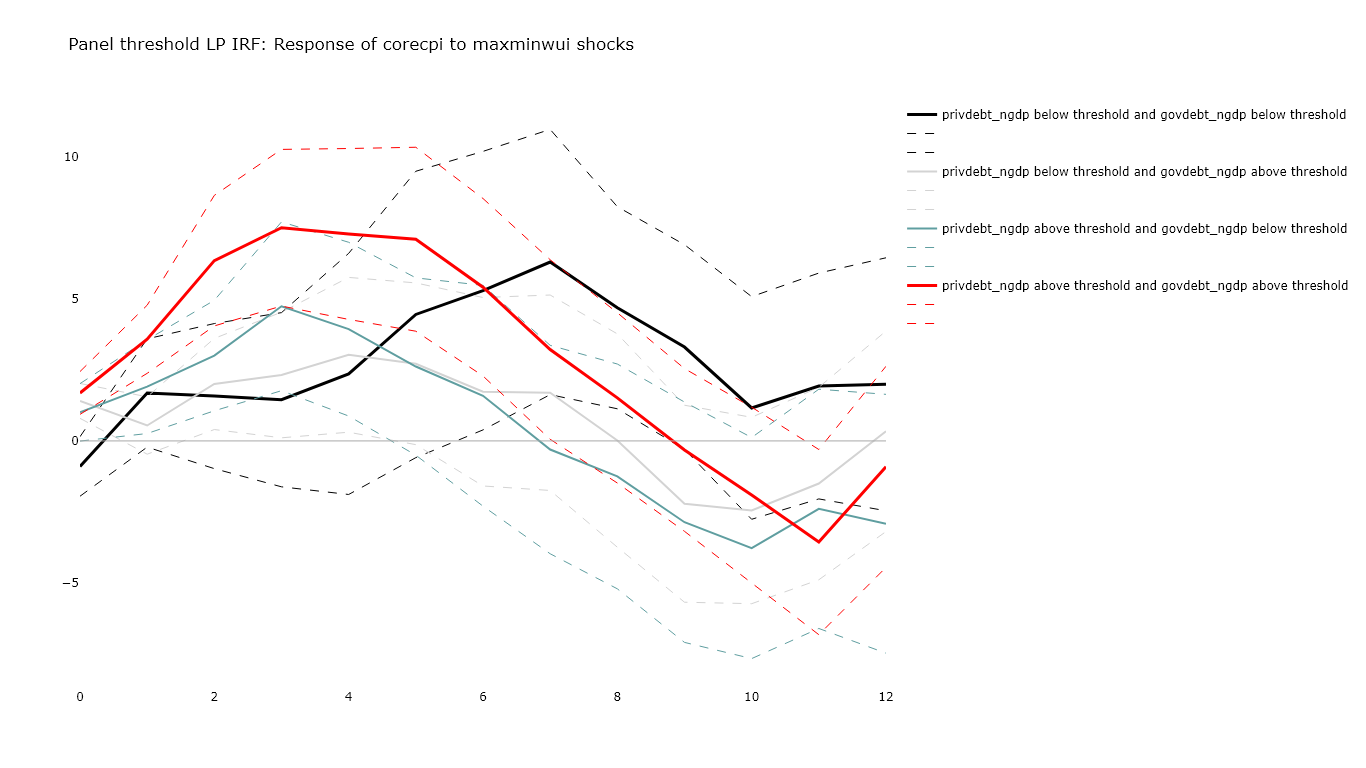 Panel threshold LP IRF: Response of corecpi to maxminwui shocks
privdebt_ngdp below threshold and govdebt_ngdp below threshold
privdebt_ngdp below threshold and govdebt_ngdp above threshold
privdebt_ngdp above threshold and govdebt_ngdp below threshold
privdebt_ngdp above threshold and govdebt_ngdp above threshold
10
5
0
−5
0 2 4 6 8 10 12